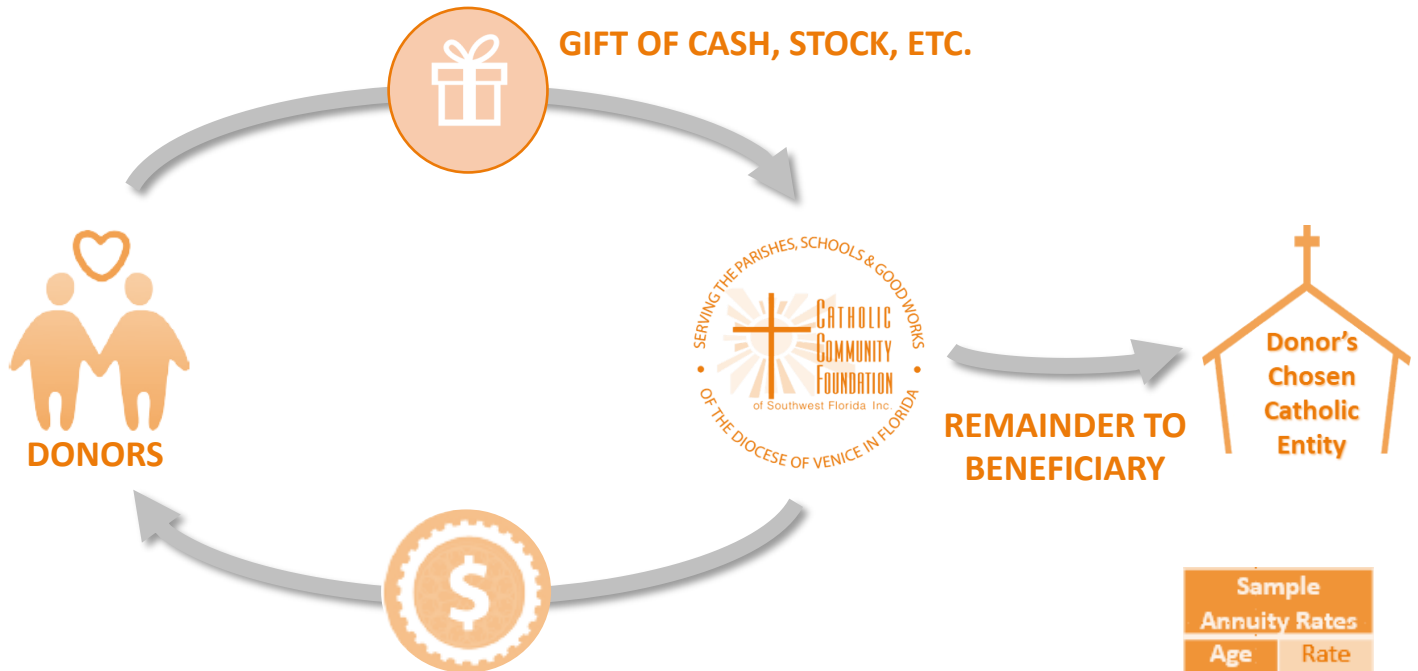 GIFT OF CASH, STOCK, ETC.
SERVING THE PARISHES, SCHOOLS & GOOD WORKS
CATHOLIC
COMMUNITY
FOUNDATION
of Southwest Florida Inc.
• OF THE DIOCESE OF VENICE IN FLORIDA •
DONORS
REMAINDER TO
BENEFICIARY
Donor's
Chosen
Catholic
Entity
$
Sample
Annuity Rates
Age Rate